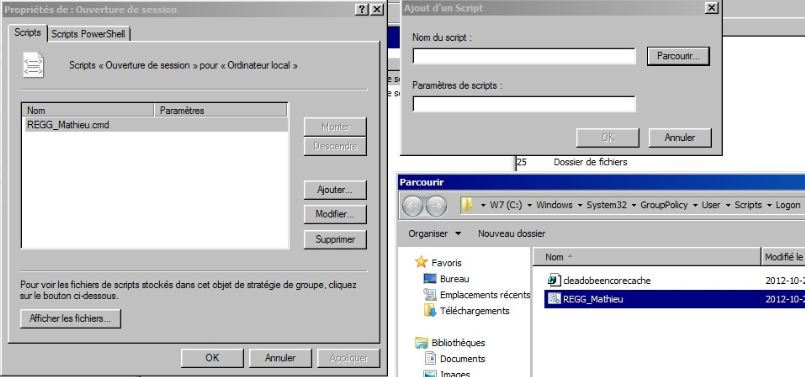 Propriétés de : Ouverture de session
Scripts
Scripts PowerShell
Scripts « Ouverture de session » pour « Ordinateur local »
Nom
Paramètres
REGG_Mathieu.cmd
Monter
Descendre
Ajouter...
Modifier...
Supprimer
Pour voir les fichiers de scripts stockés dans cet objet de stratégie de groupe, cliquez
sur le bouton ci-dessous.
Afficher les fichiers...
OK
Annuler
Appliquer
Ajout d'un Script
Nom du script :
Parcourir...
Paramètres de scripts :
OK
Annuler
25 Dossier de fichiers
Parcourir
W7 (C:) Windows System32 GroupPolicy User Scripts Logon
Organiser
Nouveau dossier
Favoris
Bureau
Emplacements récents
Téléchargements
Bibliothèques
Documents
Images
Nom
Modifié le
cleadobeencorecache
2012-10-2
REGG_Mathieu
2012-10-2